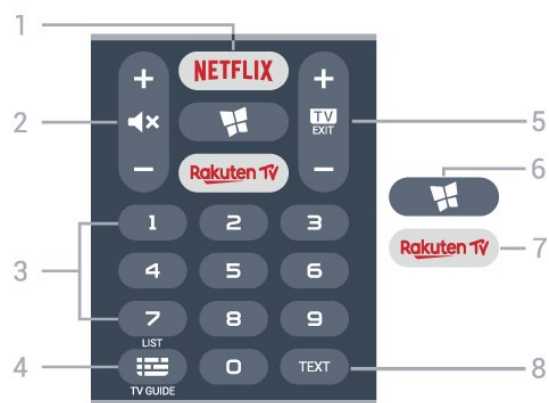 1
NETFLIX
+ +
2
TV
EXIT
5
6
- -
Rakuten TV
Rakuten TV
7
1 2 3
3
4 5 6
7 8 9
LIST
4
0 TEXT
8
TV GUIDE